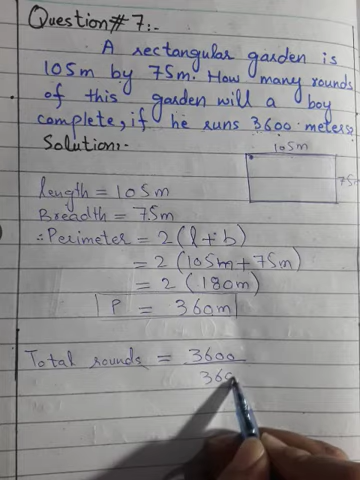 Question# 7:-
A rectangular garden is
105m by 75m. How many rounds
of this garden will a boy
complete, if he runs 3600 meters?
Solution:-
105m
75
length = 105m
Breadth = 75m
∴ Perimeter = 2(l+b)
= 2(105m+75m)
= 2(180m)
P = 360m
Total rounds = 3600
360